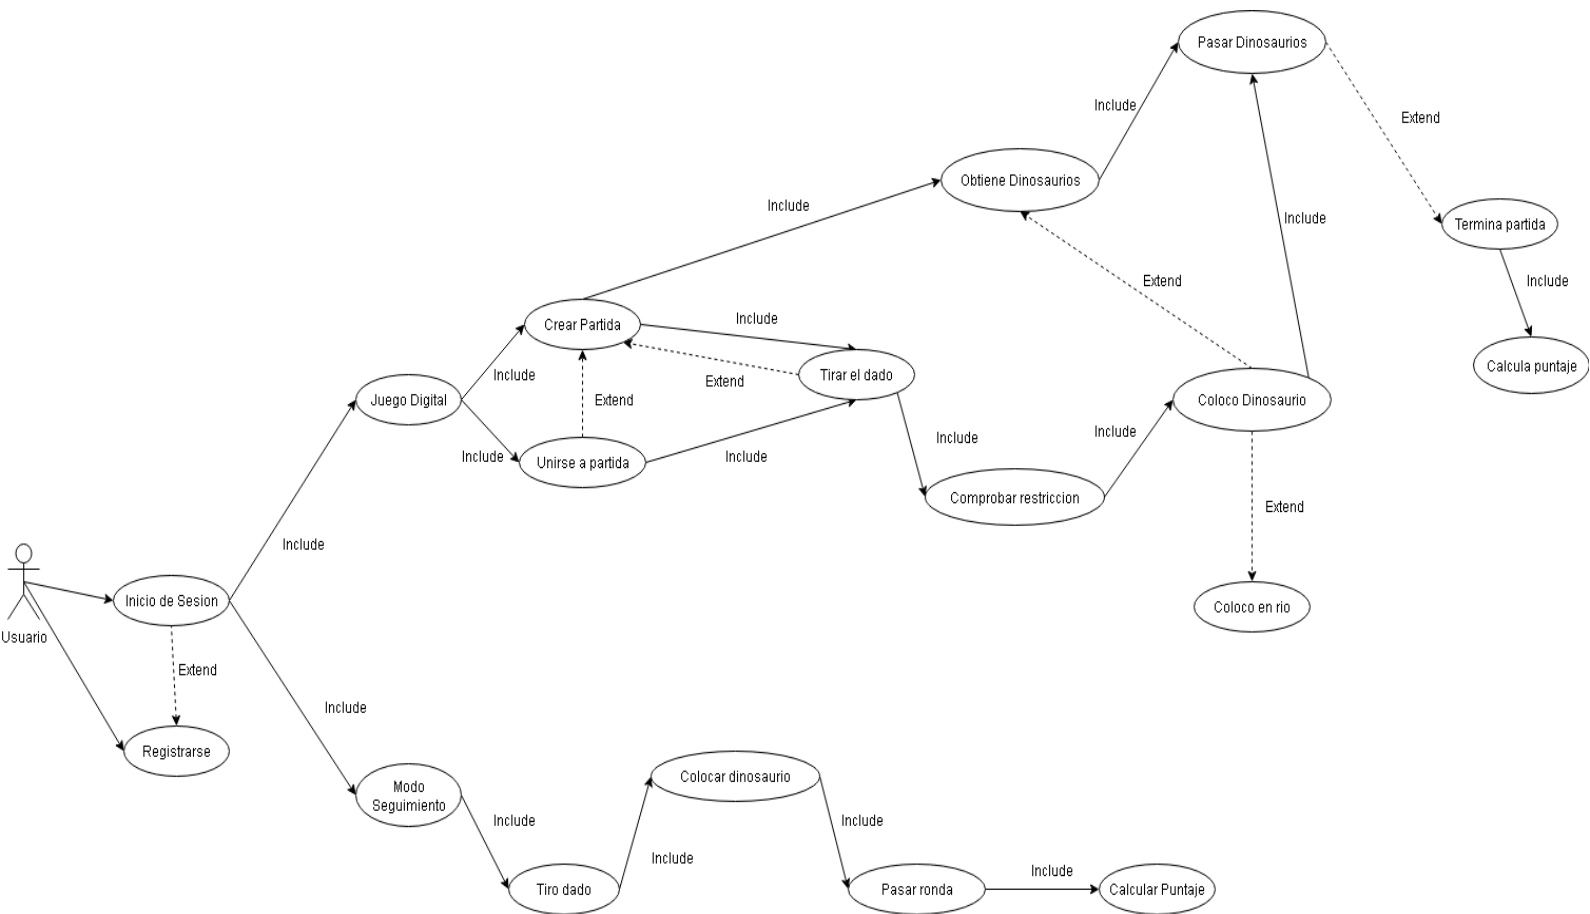 Pasar Dinosaurios
Include
Extend
Obtiene Dinosaurios
Include
Include
Termina partida
Extend
Include
Crear Partida
Include
Calcula puntaje
Include
Extend
Tirar el dado
Juego Digital
Extend
Coloco Dinosaurio
Include
Include
Include
Include
Unirse a partida
Comprobar restriccion
Extend
Include
Inicio de Sesion
Coloco en rio
Usuario
Extend
Include
Registrarse
Modo
Seguimiento
Colocar dinosaurio
Include
Include
Include
Include
Tiro dado
Pasar ronda
Calcular Puntaje